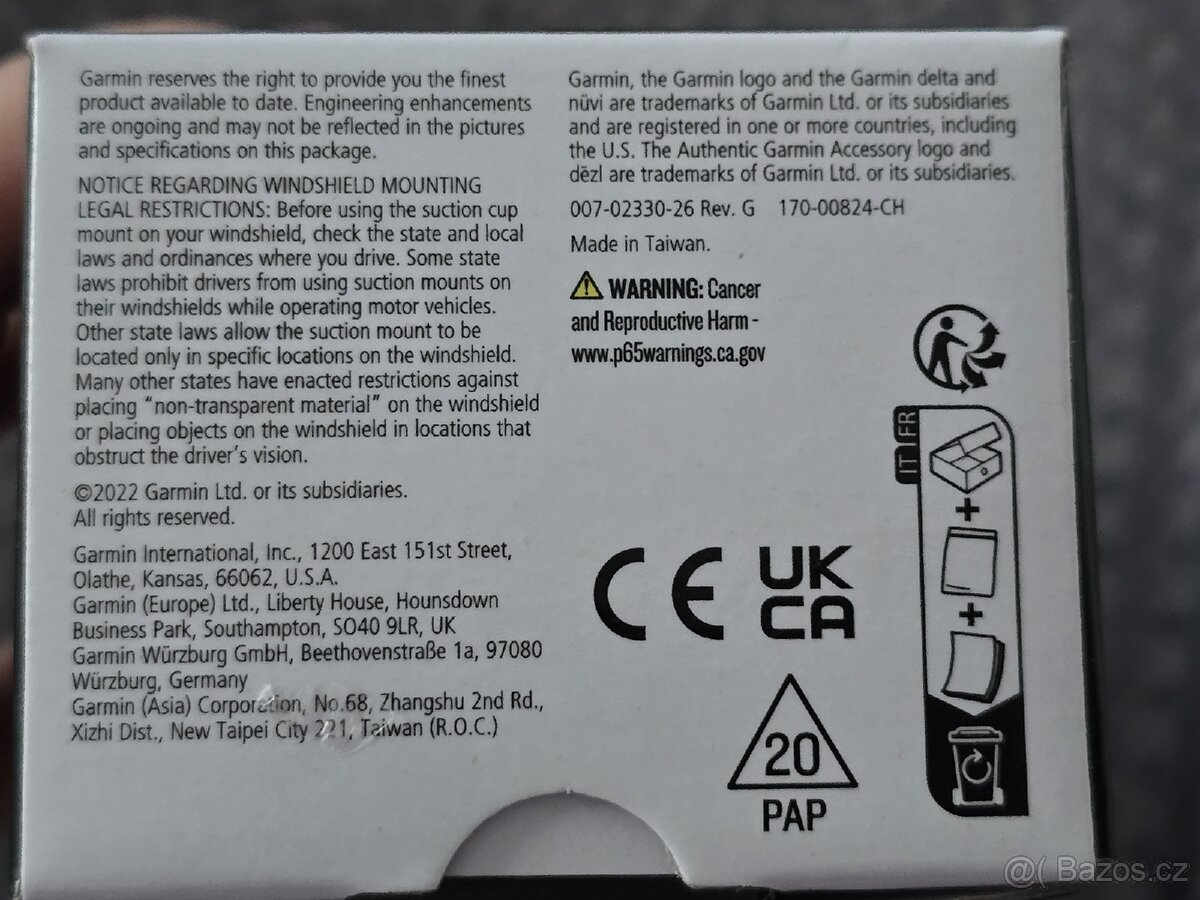 Garmin reserves the right to provide you the finest
product available to date. Engineering enhancements
are ongoing and may not be reflected in the pictures
and specifications on this package.
NOTICE REGARDING WINDSHIELD MOUNTING
LEGAL RESTRICTIONS: Before using the suction cup
mount on your windshield, check the state and local
laws and ordinances where you drive. Some state
laws prohibit drivers from using suction mounts on
their windshields while operating motor vehicles.
Other state laws allow the suction mount to be
located only in specific locations on the windshield.
Many other states have enacted restrictions against
placing “non-transparent material” on the windshield
or placing objects on the windshield in locations that
obstruct the driver’s vision.
©2022 Garmin Ltd. or its subsidiaries.
All rights reserved.
Garmin International, Inc., 1200 East 151st Street,
Olathe, Kansas, 66062, U.S.A.
Garmin (Europe) Ltd., Liberty House, Hounsdown
Business Park, Southampton, SO40 9LR, UK
Garmin Würzburg GmbH, Beethovenstraße 1a, 97080
Würzburg, Germany
Garmin (Asia) Corporation, No.68, Zhangshu 2nd Rd.,
Xizhi Dist., New Taipei City 221, Taiwan (R.O.C.)
Garmin, the Garmin logo and the Garmin delta and
nüvi are trademarks of Garmin Ltd. or its subsidiaries
and are registered in one or more countries, including
the U.S. The Authentic Garmin Accessory logo and
dēzl are trademarks of Garmin Ltd. or its subsidiaries.
007-02330-26 Rev. G 170-00824-CH
Made in Taiwan.
WARNING: Cancer
and Reproductive Harm -
www.p65warnings.ca.gov
IT FR
+
+
CE
UK
CA
20
PAP
@( Bazos.cz